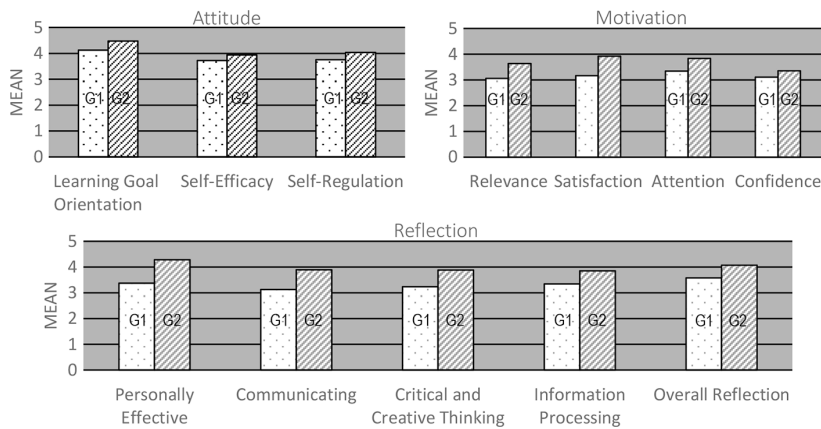 Attitude
5
4
3
2
1
0
MEAN
G1 G2 G1 G2 G1 G2
Learning Goal Self-Efficacy Self-Regulation
Orientation
Motivation
5
4
3
2
1
0
MEAN
G1 G2 G1 G2 G1 G2
Relevance Satisfaction Attention Confidence
Reflection
5
4
3
2
1
0
MEAN
G1 G2 G1 G2 G1 G2 G1 G2 G1 G2
Personally Communicating Critical and Information Overall Reflection
Effective Creative Thinking Processing